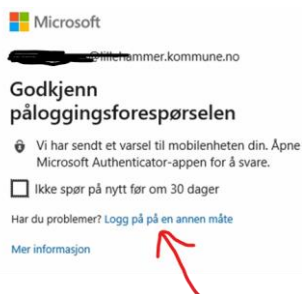 Microsoft
@lillehammer.kommune.no
Godkjenn
påloggingsforespørselen
Vi har sendt et varsel til mobilenheten din. Åpne
Microsoft Authenticator-appen for å svare.
Ikke spør på nytt før om 30 dager
Har du problemer? Logg på på en annen måte
Mer informasjon